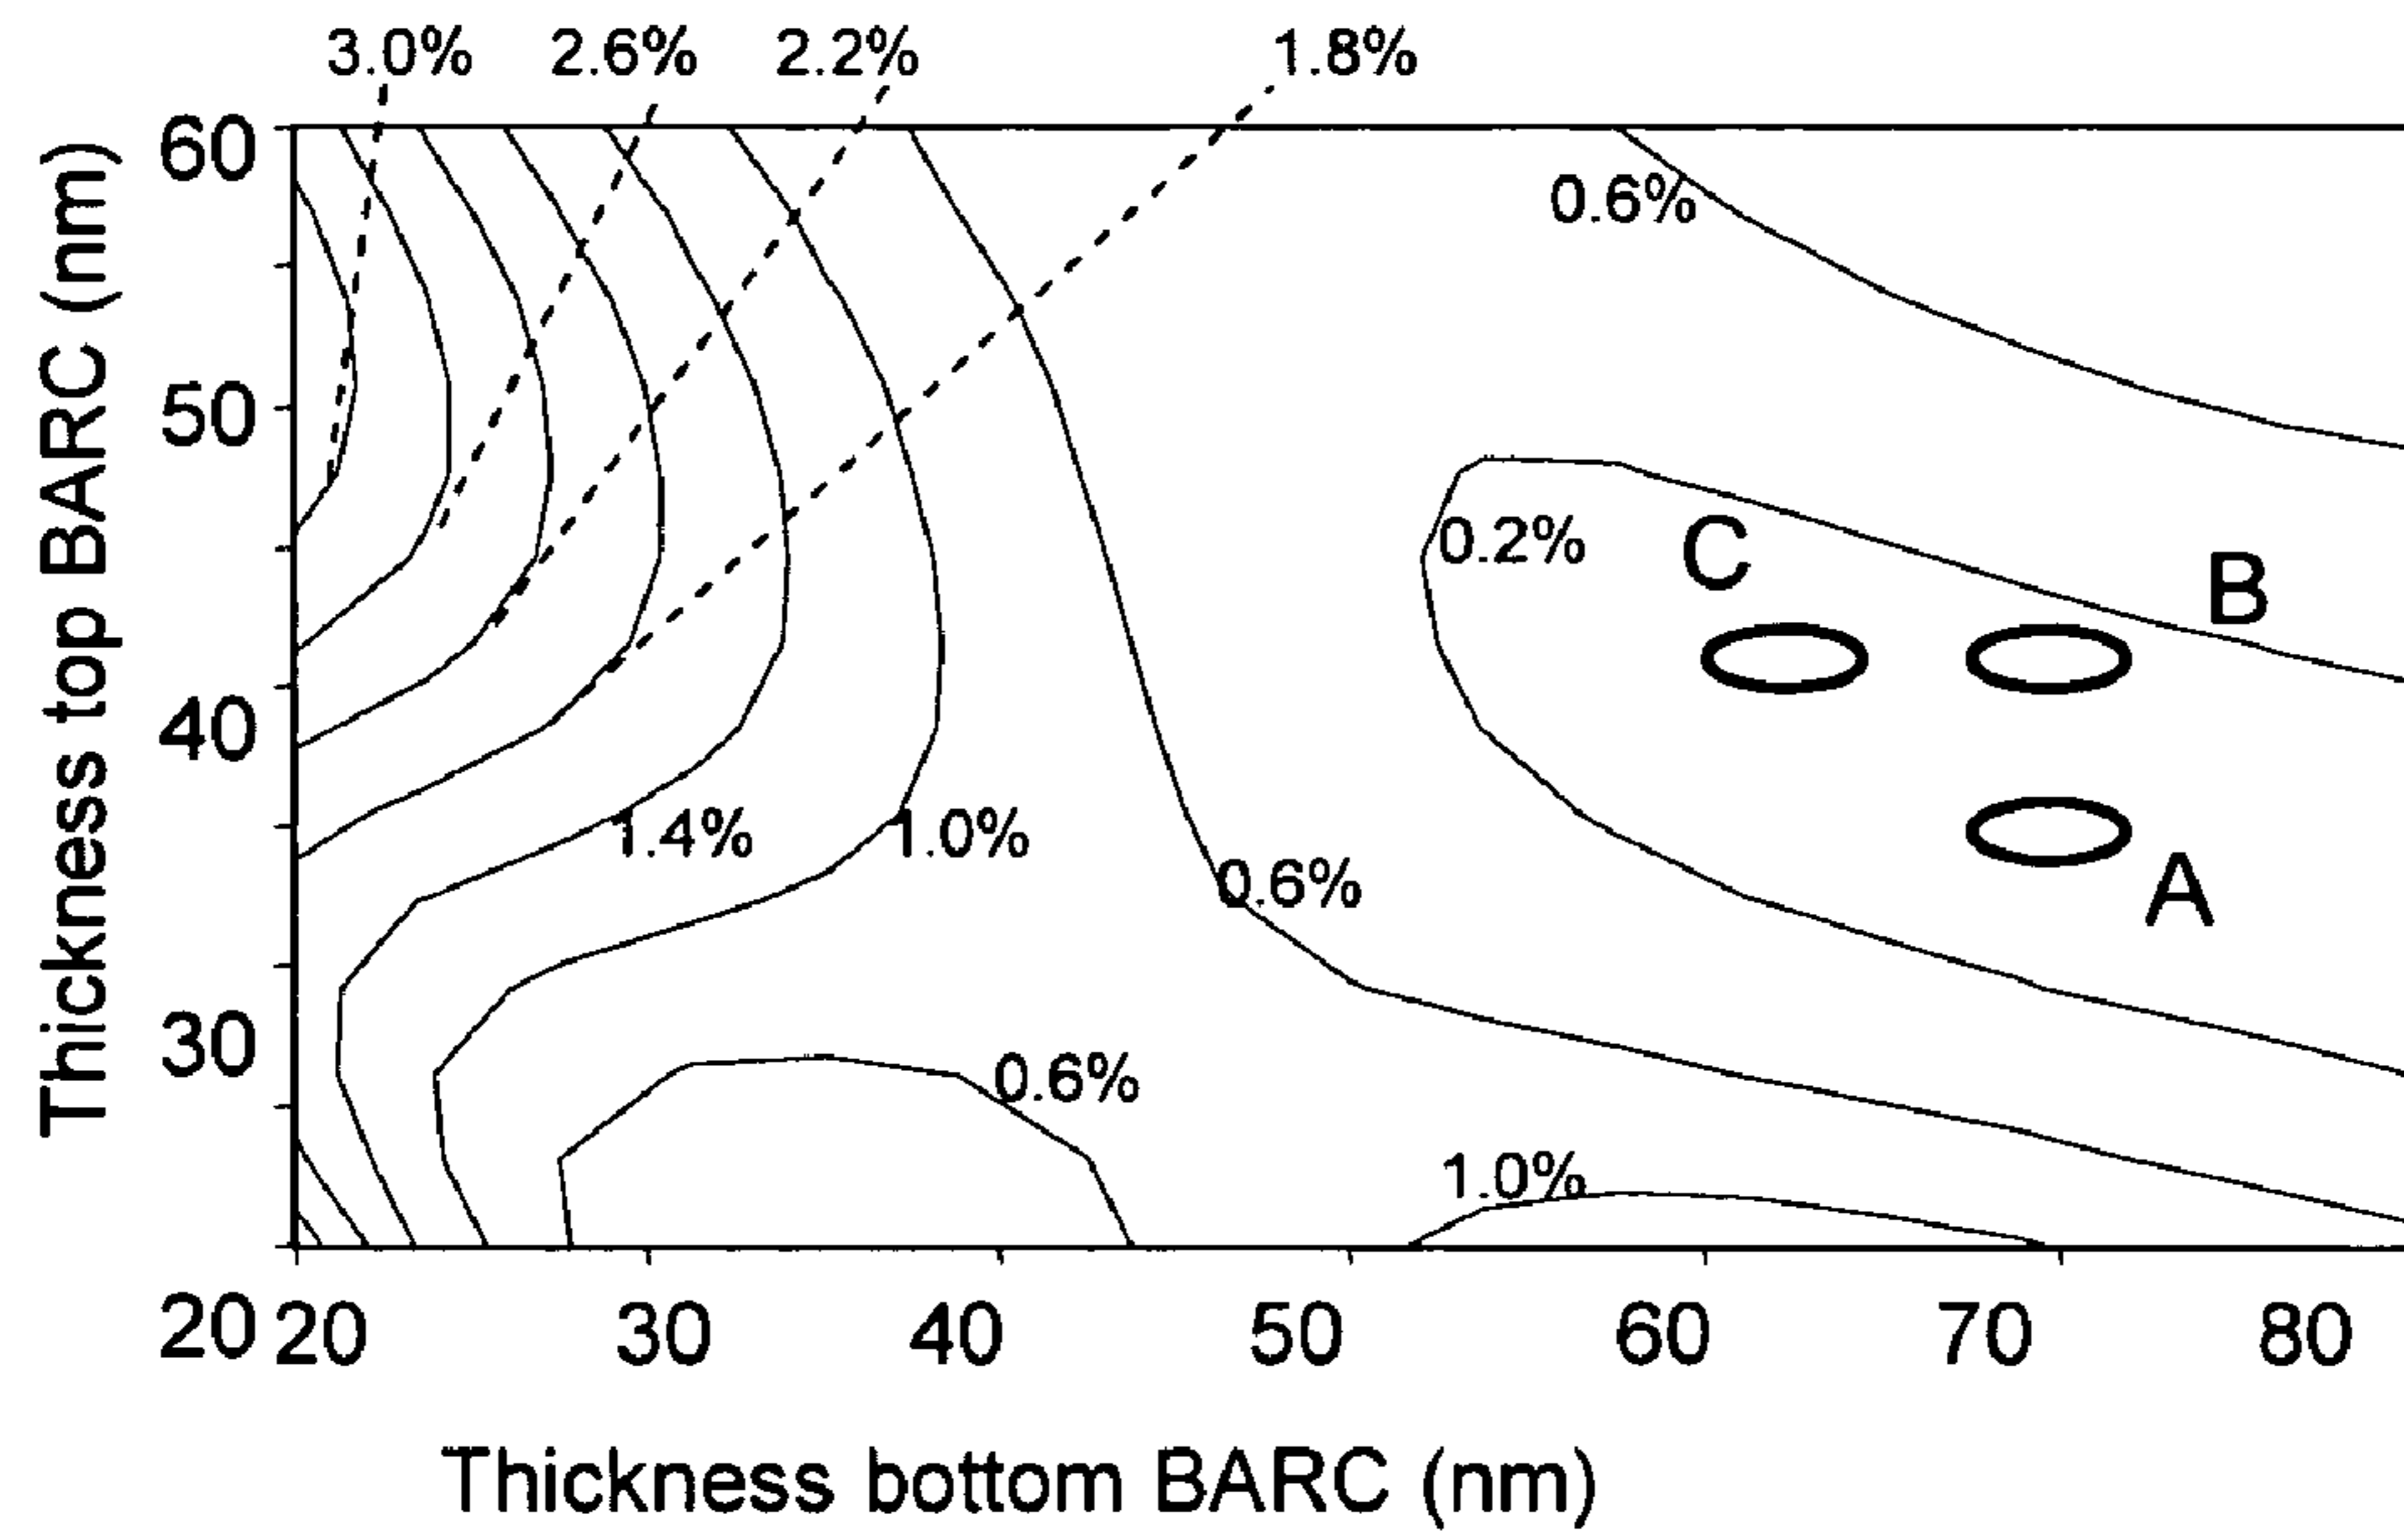 3.0% 2.6% 2.2% 1.8%
60
0.6%
50
0.2% C B
40
1.4% 1.0% 0.6% A
30
0.6%
1.0%
20
20 30 40 50 60 70 80
Thickness top BARC (nm)
Thickness bottom BARC (nm)